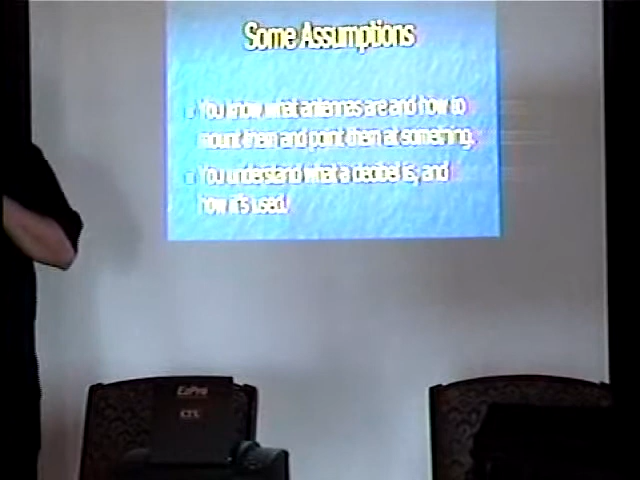 Some Assumptions
You know what antennas are and how to
mount them and point them at something.
You understand what a decibel is, and
how it's used.
EzPro